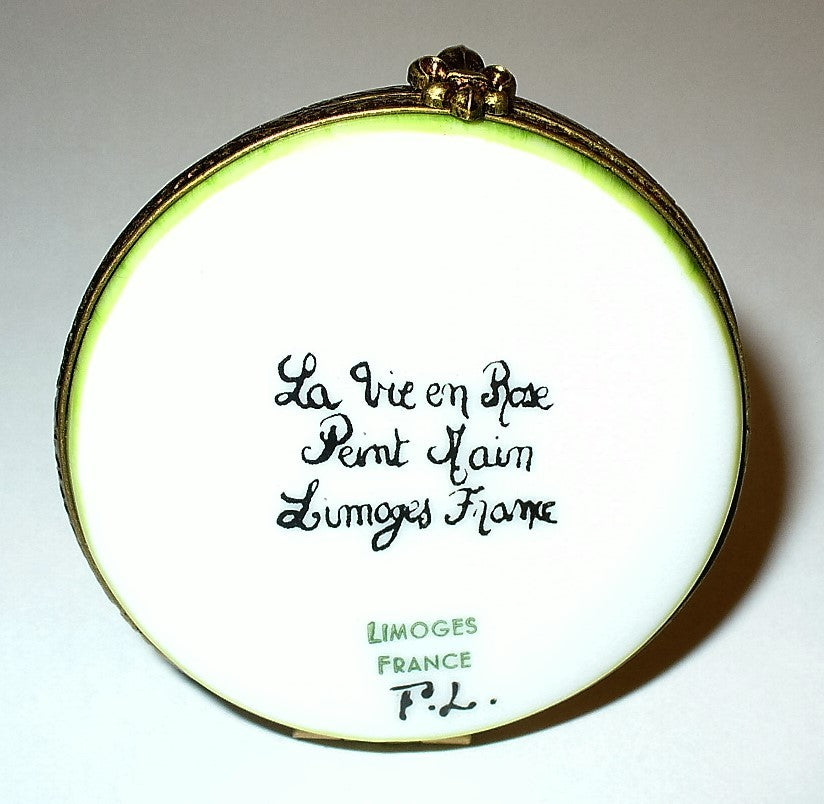 La Vie en Rose
Peint Main
Limoges France
LIMOGES
FRANCE
P.L.